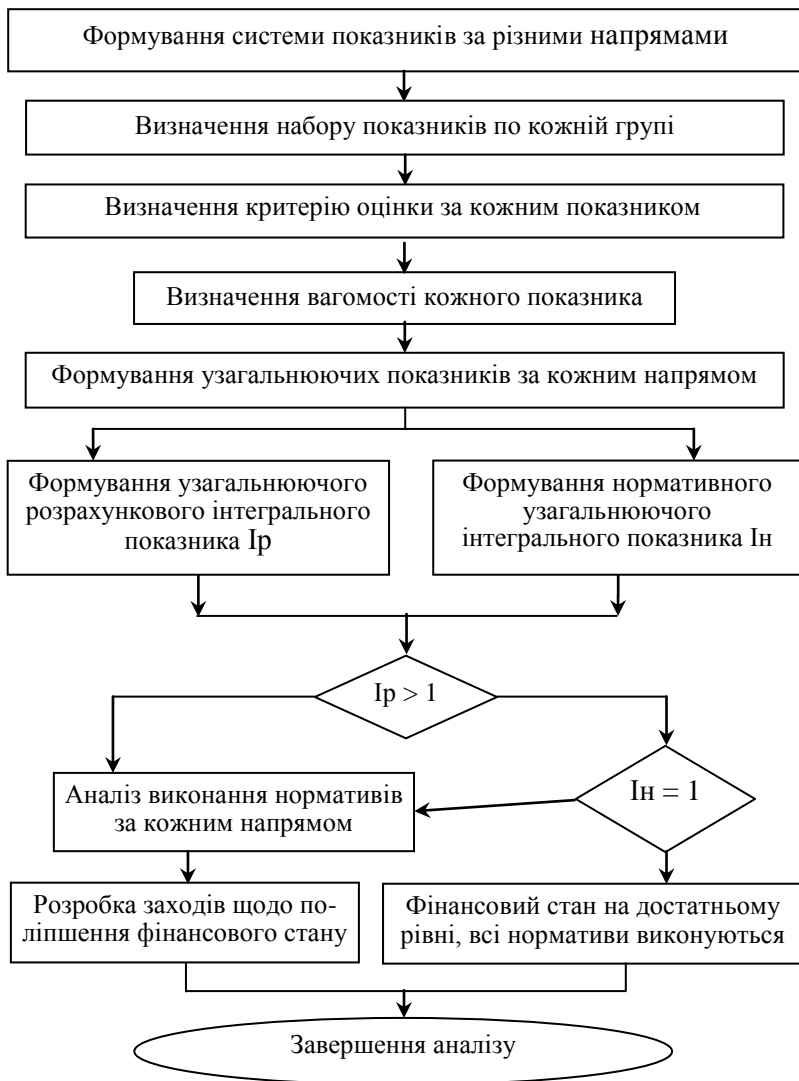 Формування системи показників за різними напрямами
Визначення набору показників по кожній групі
Визначення критерію оцінки за кожним показником
Визначення вагомості кожного показника
Формування узагальнюючих показників за кожним напрямом
Формування узагальнюючого
розрахункового інтегрального
показника Ір
Формування нормативного
узагальнюючого
інтегрального показника Ін
Ір > 1
Ін = 1
Аналіз виконання нормативів
за кожним напрямом
Розробка заходів щодо по-
ліпшення фінансового стану
Фінансовий стан на достатньому
рівні, всі нормативи виконуються
Завершення аналізу